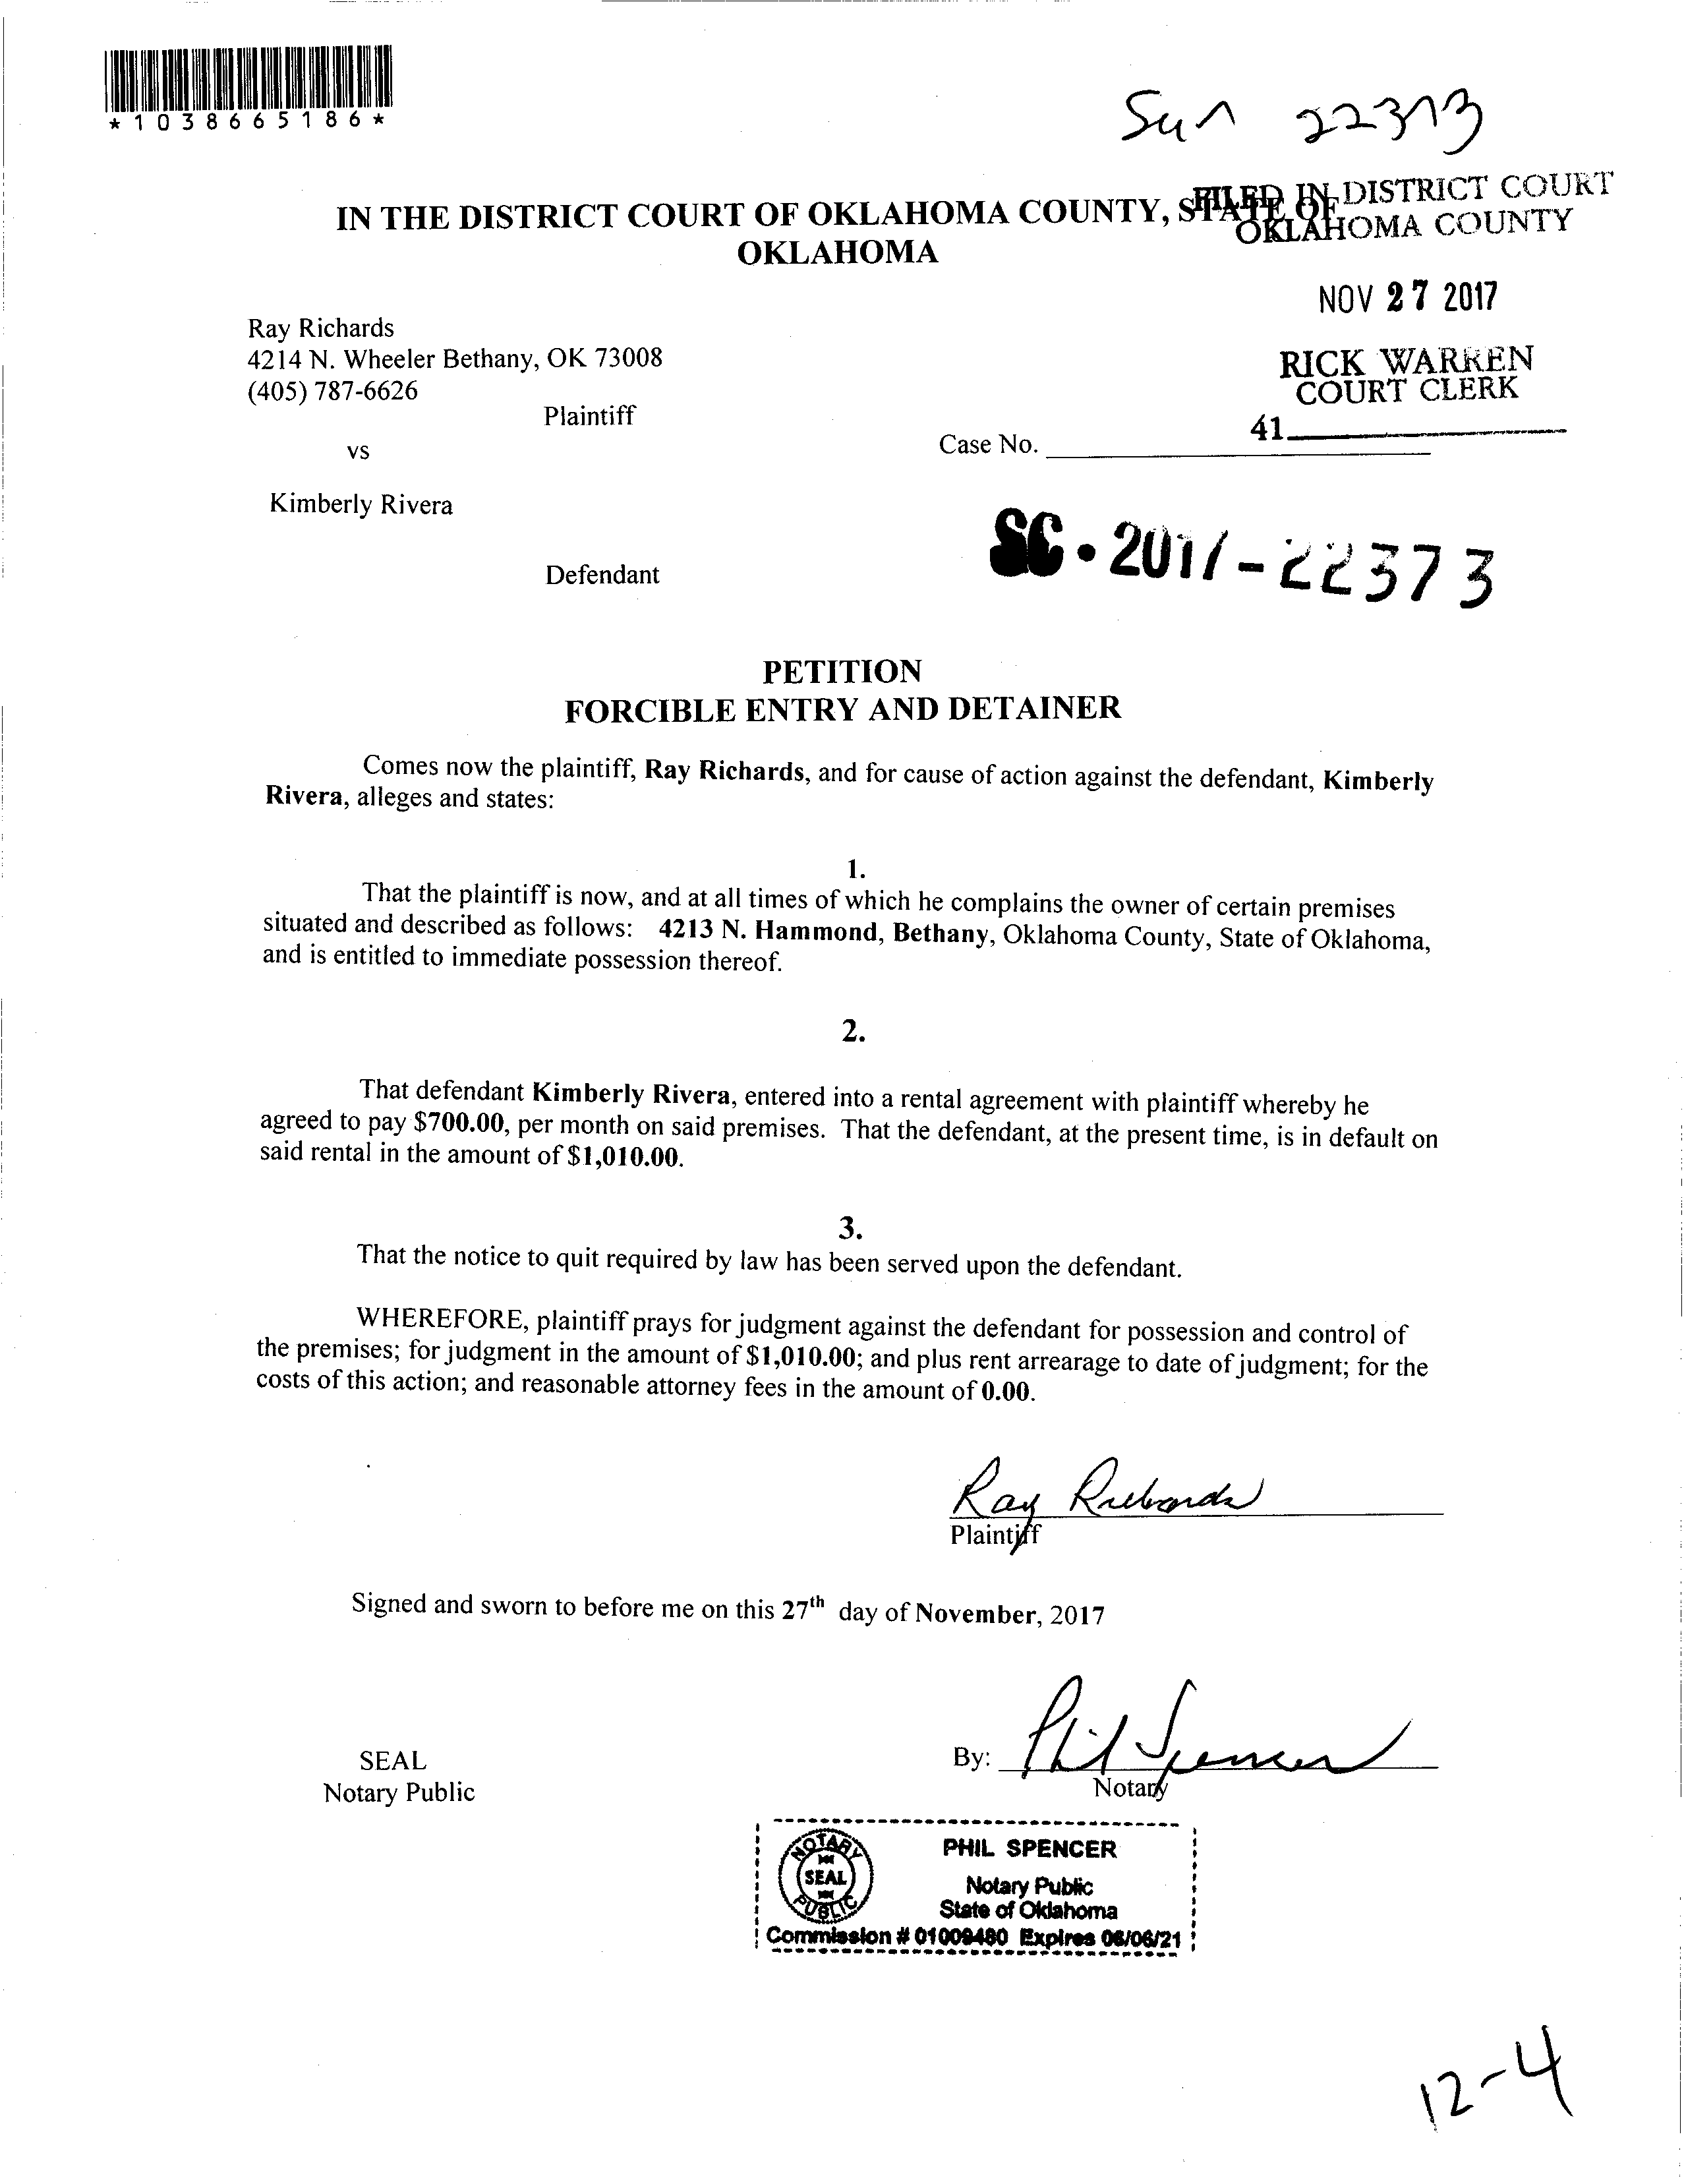 *1038665186*
22373
IN THE DISTRICT COURT OF OKLAHOMA COUNTY, STATE OF
OKLAHOMA
FILED IN DISTRICT COURT
OKLAHOMA COUNTY
NOV 27 2017
RICK WARREN
COURT CLERK
41
Ray Richards
4214 N. Wheeler Bethany, OK 73008
(405) 787-6626
Plaintiff
vs
Case No.
Kimberly Rivera
SC-2017-22373
Defendant
PETITION
FORCIBLE ENTRY AND DETAINER
Comes now the plaintiff, Ray Richards, and for cause of action against the defendant, Kimberly
Rivera, alleges and states:
1.
That the plaintiff is now, and at all times of which he complains the owner of certain premises
situated and described as follows: 4213 N. Hammond, Bethany, Oklahoma County, State of Oklahoma,
and is entitled to immediate possession thereof.
2.
That defendant Kimberly Rivera, entered into a rental agreement with plaintiff whereby he
agreed to pay $700.00, per month on said premises. That the defendant, at the present time, is in default on
said rental in the amount of $1,010.00.
3.
That the notice to quit required by law has been served upon the defendant.
WHEREFORE, plaintiff prays for judgment against the defendant for possession and control of
the premises; for judgment in the amount of $1,010.00; and plus rent arrearage to date of judgment; for the
costs of this action; and reasonable attorney fees in the amount of 0.00.
Ray Richards
Plaintiff
Signed and sworn to before me on this 27th day of November, 2017
SEAL
Notary Public
By: Phil Spencer
Notary
NOTARY
SEAL
PUBLIC
PHIL SPENCER
Notary Public
State of Oklahoma
Commission # 01009480 Expires 06/06/21
12-4